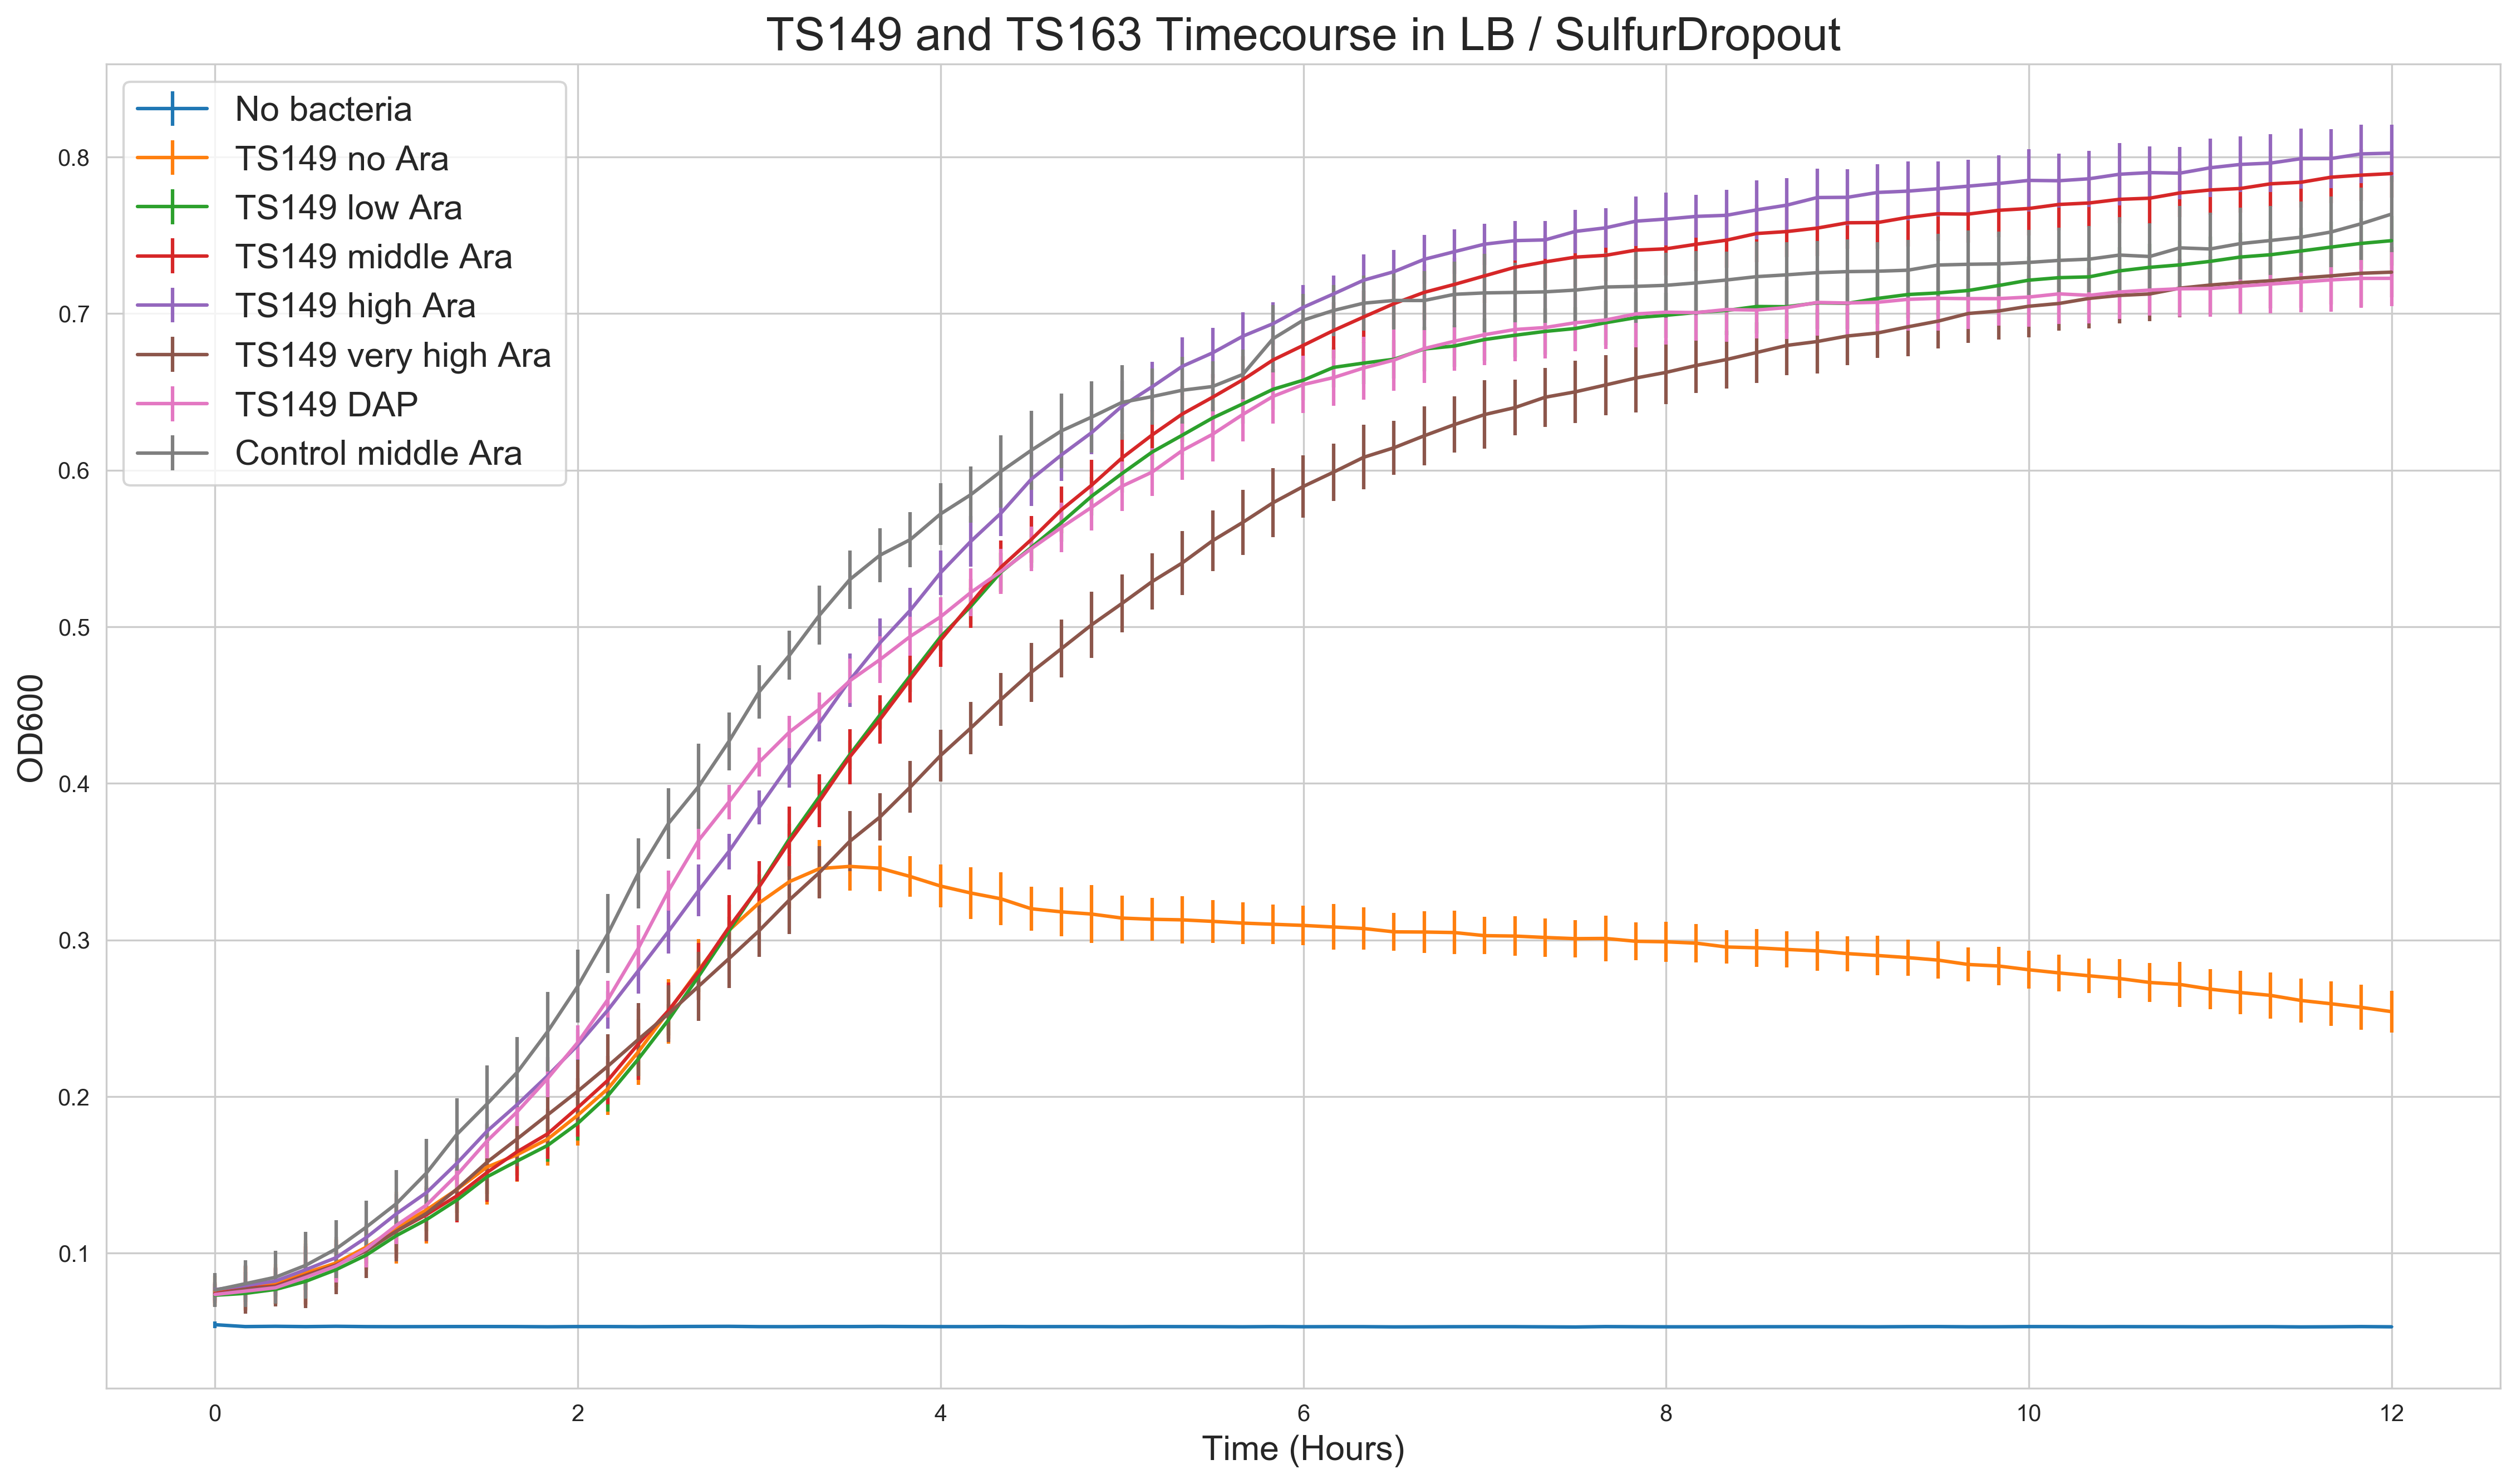 TS149 and TS163 Timecourse in LB / SulfurDropout
No bacteria
TS149 no Ara
TS149 low Ara
TS149 middle Ara
TS149 high Ara
TS149 very high Ara
TS149 DAP
Control middle Ara
0.8
0.7
0.6
0.5
0.4
0.3
0.2
0.1
OD600
0 2 4 6 8 10 12
Time (Hours)